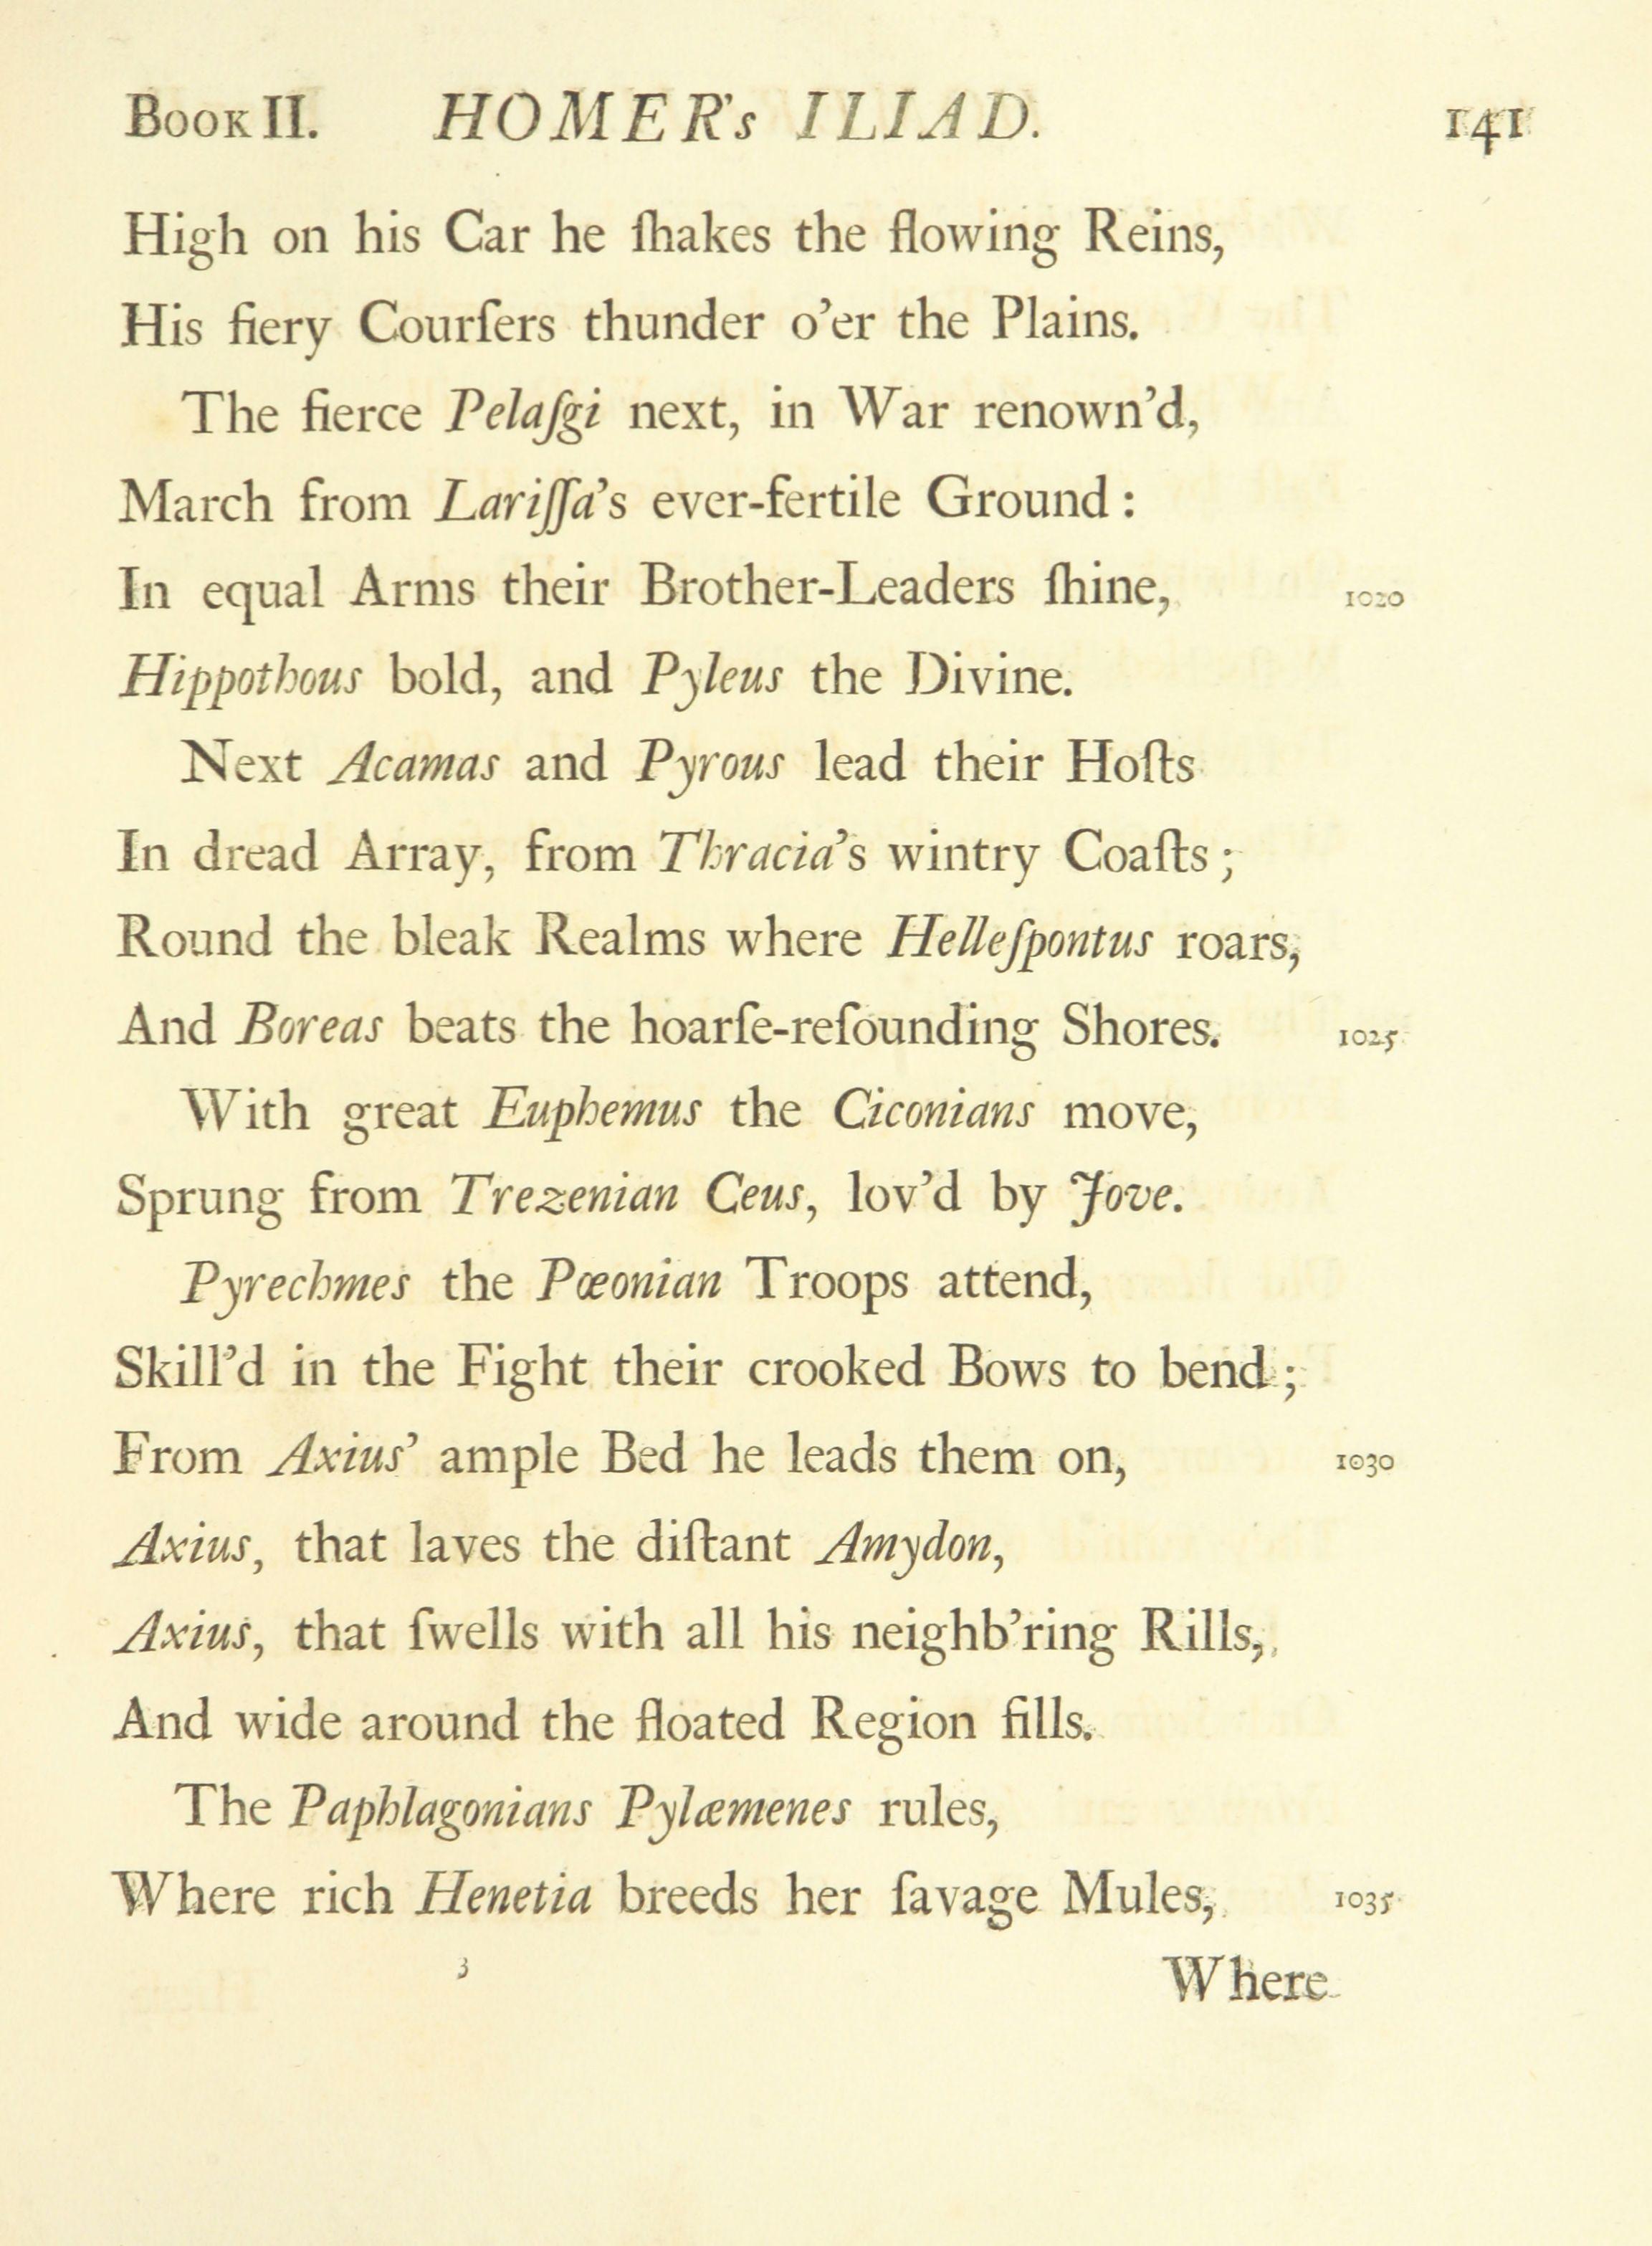 Book II. HOMER's ILIAD. 141
High on his Car he ſhakes the flowing Reins,
His fiery Courſers thunder o'er the Plains.
The fierce Pelaſgi next, in War renown'd,
March from Lariſſa's ever-fertile Ground:
In equal Arms their Brother-Leaders ſhine, 1020
Hippothous bold, and Pyleus the Divine.
Next Acamas and Pyrous lead their Hoſts
In dread Array, from Thracia's wintry Coaſts;
Round the bleak Realms where Helleſpontus roars,
And Boreas beats the hoarſe-reſounding Shores. 1025
With great Euphemus the Ciconians move,
Sprung from Trezenian Ceus, lov'd by Jove.
Pyrechmes the Pœonian Troops attend,
Skill'd in the Fight their crooked Bows to bend;
From Axius' ample Bed he leads them on, 1030
Axius, that laves the diſtant Amydon,
Axius, that ſwells with all his neighb'ring Rills,
And wide around the floated Region fills.
The Paphlagonians Pylæmenes rules,
Where rich Henetia breeds her ſavage Mules, 1035
3 Where